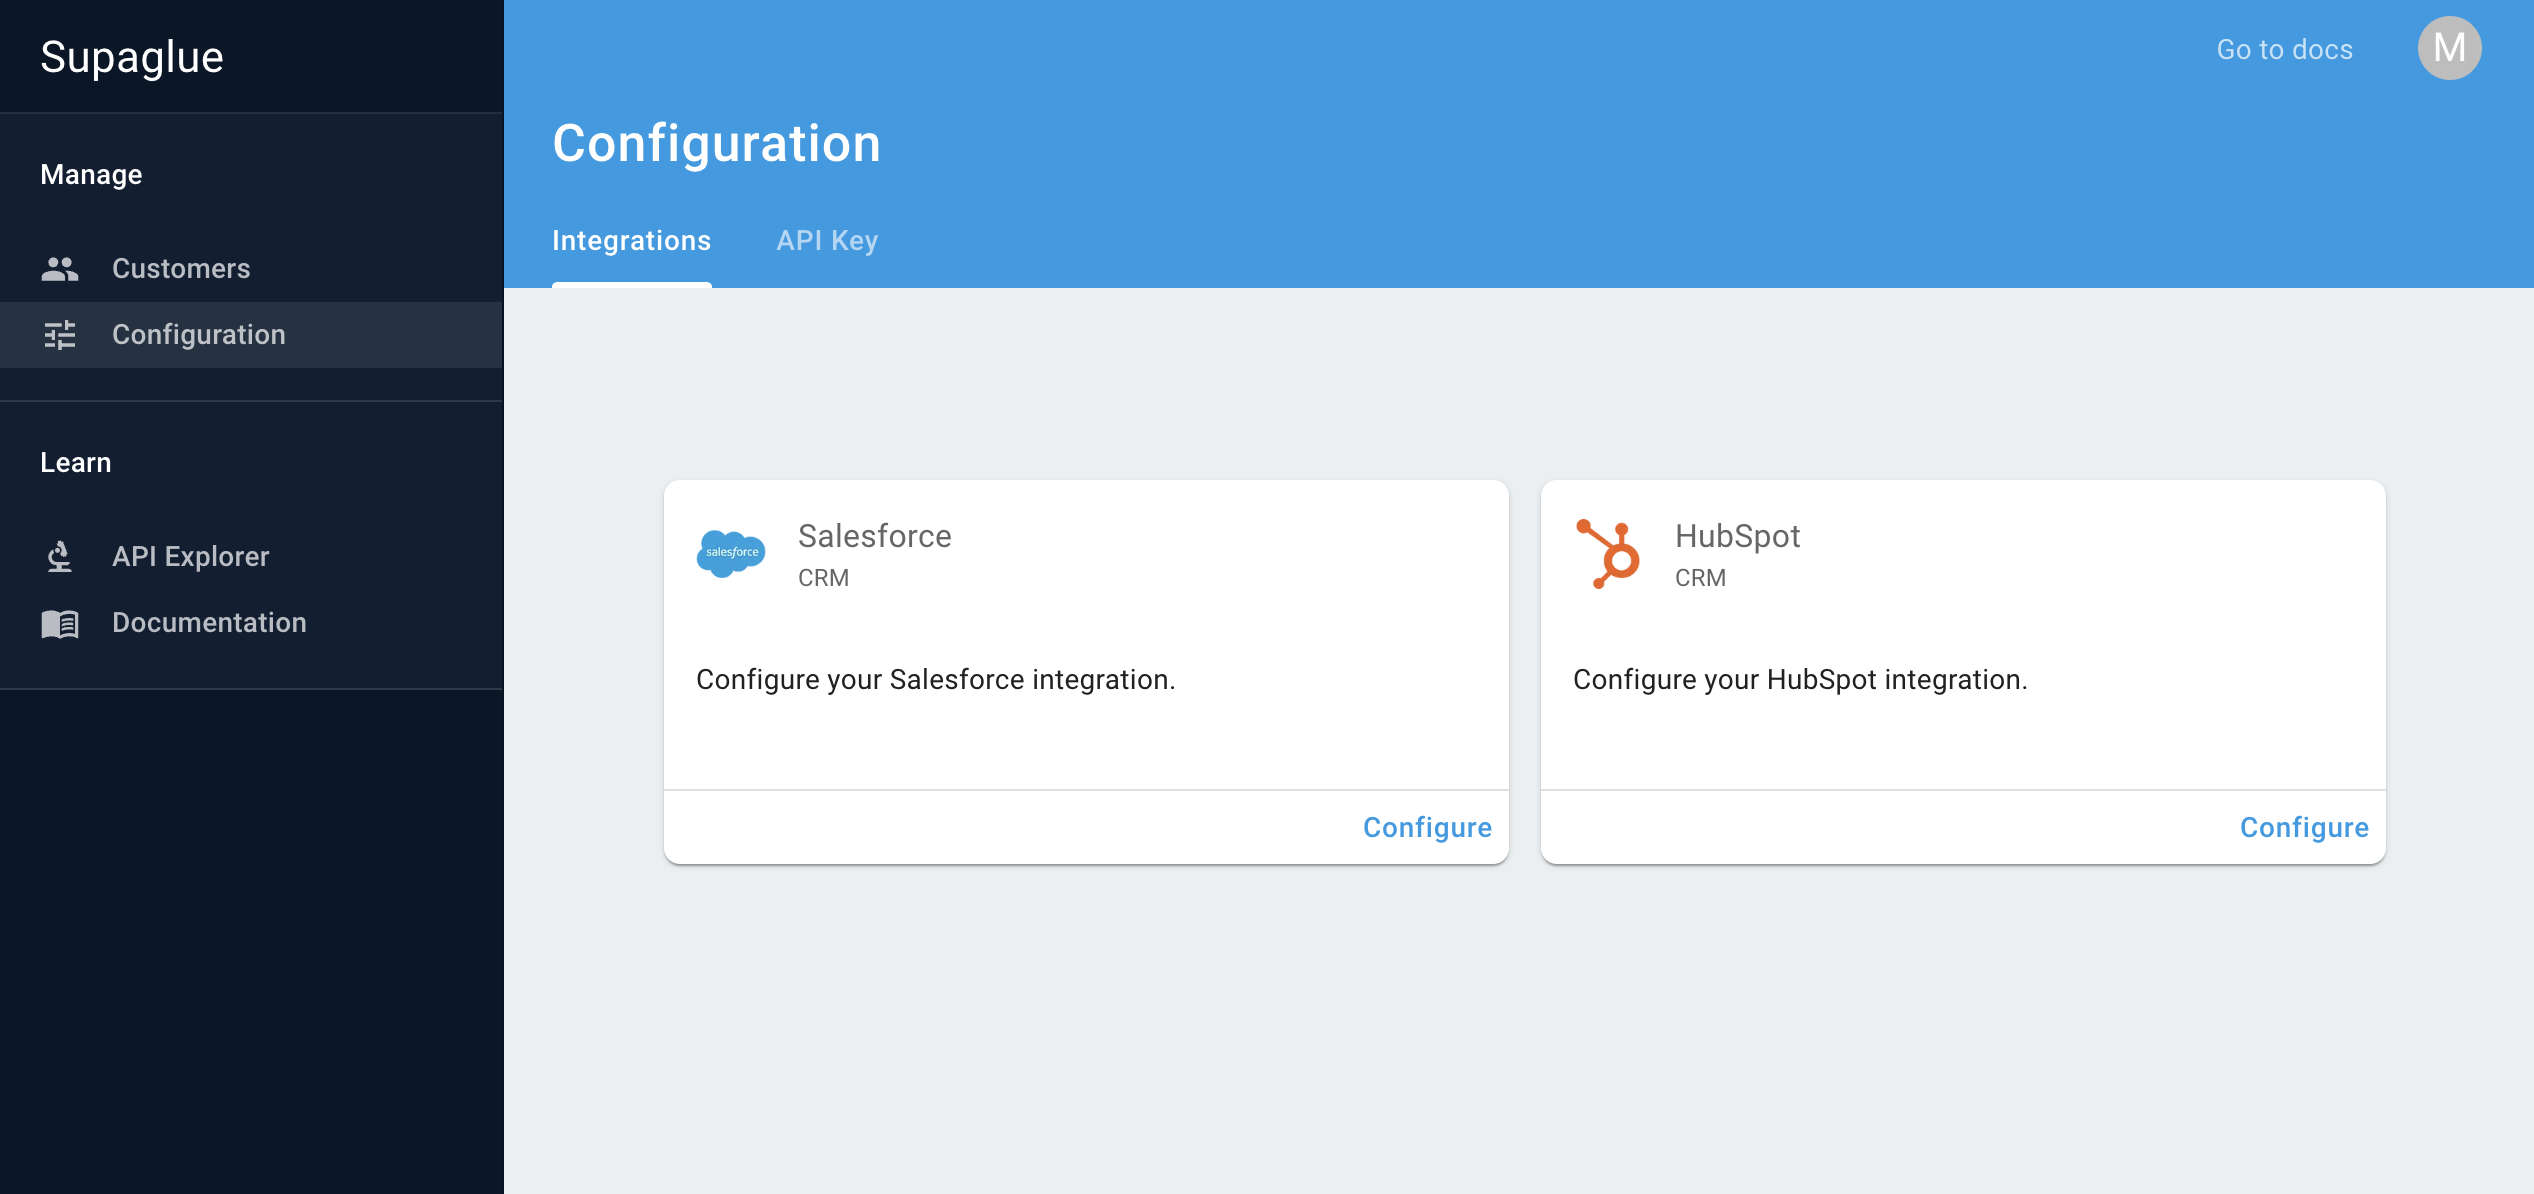 Supaglue
Manage
Customers
Configuration
Learn
API Explorer
Documentation
Go to docs
M
Configuration
Integrations
API Key
salesforce
Salesforce
CRM
Configure your Salesforce integration.
Configure
HubSpot
CRM
Configure your HubSpot integration.
Configure